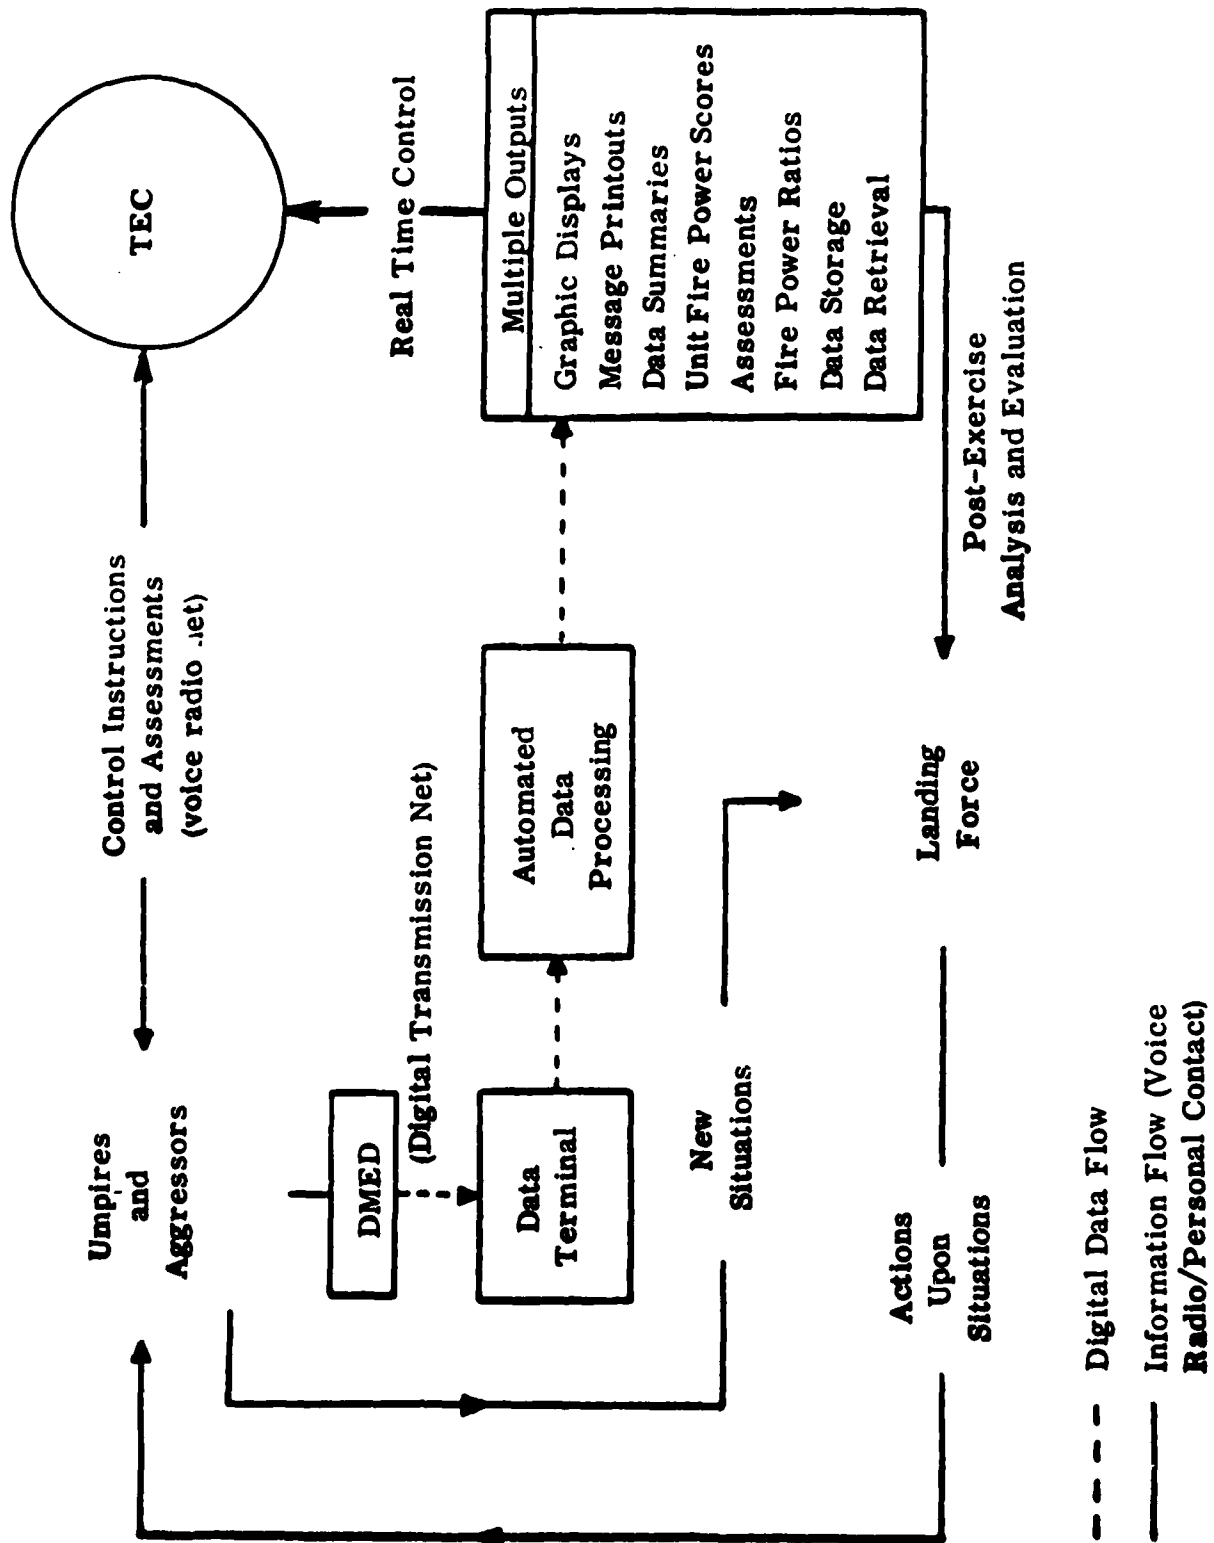 Umpires
and
Aggressors
Control Instructions
and Assessments
(voice radio
TEC
DMED
(Digital Transmission Net)
Real Time Control
Data
Terminal
Automated
Data
Processing
Multiple Outputs
Graphic Displays
Message Printouts
Data Summaries
Unit Fire Power Scores
Assessments
Fire Power Ratios
Data Storage
Data Retrieval
New
Situations
Actions
Upon
Situations
Landing
Force
Post-Exercise
Analysis and Evaluation
Digital Data Flow
Information Flow (Voice
Radio/Personal Contact)